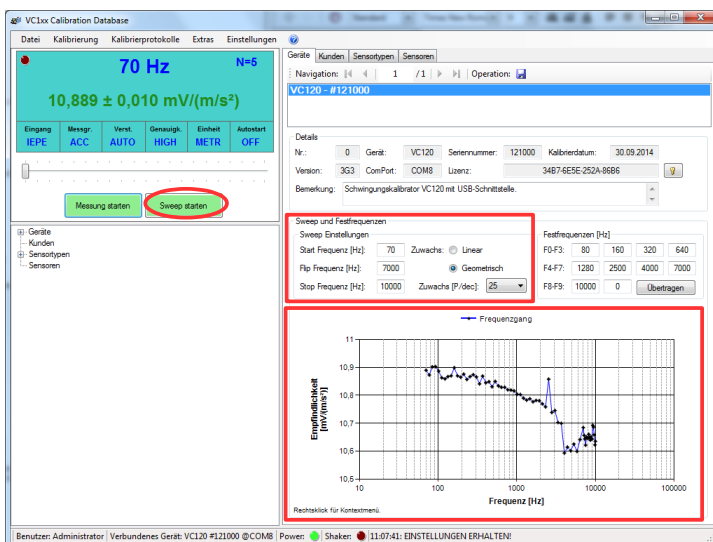 VC1xx Calibration Database
Datei Kalibrierung Kalibrierprotokolle Extras Einstellungen
70 Hz N=5
10,889 ± 0,010 mV/(m/s²)
Eingang Messgr. Verst. Genauigk. Einheit Autostart
IEPE ACC AUTO HIGH METR OFF
Messung starten Sweep starten
Geräte
Kunden
Sensortypen
Sensoren
Geräte Kunden Sensortypen Sensoren
Navigation: 1 /1 Operation:
VC120 - #121000
Details
Nr.: 0 Gerät: VC120 Seriennummer: 121000 Kalibrierdatum: 30.09.2014
Version: 3G3 ComPort: COM8 Lizenz: 34B7-6E5E-252A-86B6
Bemerkung: Schwingungskalibrator VC120 mit USB-Schnittstelle.
Sweep und Festfrequenzen
Sweep Einstellungen Festfrequenzen [Hz]
Start Frequenz [Hz]: 70 Zuwachs: Linear F0-F3: 80 160 320 640
Flip Frequenz [Hz]: 7000 Geometrisch F4-F7: 1280 2500 4000 7000
Stop Frequenz [Hz]: 10000 Zuwachs [P/dec]: 25 F8-F9: 10000 0 Übertragen
Frequenzgang
11
10,9
10,8
10,7
10,6
10,5
Empfindlichkeit
[mV/(m/s²)]
10 100 1000 10000 100000
Frequenz [Hz]
Rechtsklick für Kontextmenü.
Benutzer: Administrator Verbundenes Gerät: VC120 #121000 @COM8 Power: Shaker: 11:07:41: EINSTELLUNGEN ERHALTEN!